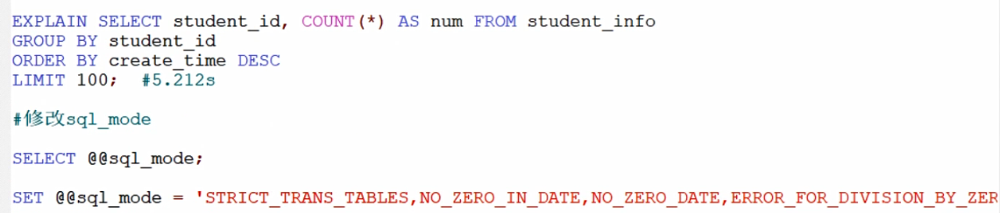 EXPLAIN SELECT student_id, COUNT(*) AS num FROM student_info
GROUP BY student_id
ORDER BY create_time DESC
LIMIT 100;  #5.212s
#修改sql_mode
SELECT @@sql_mode;
SET @@sql_mode = 'STRICT_TRANS_TABLES,NO_ZERO_IN_DATE,NO_ZERO_DATE,ERROR_FOR_DIVISION_BY_ZER